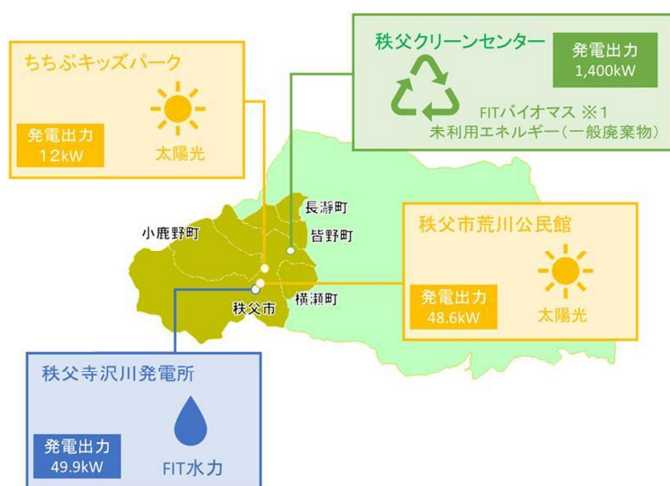 ちちぶキッズパーク
発電出力
12kW
太陽光
秩父クリーンセンター
発電出力
1,400kW
FITバイオマス ※1
未利用エネルギー(一般廃棄物)
長瀞町
小鹿野町
皆野町
秩父市
横瀬町
秩父市荒川公民館
発電出力
48.6kW
太陽光
秩父寺沢川発電所
発電出力
49.9kW
FIT水力